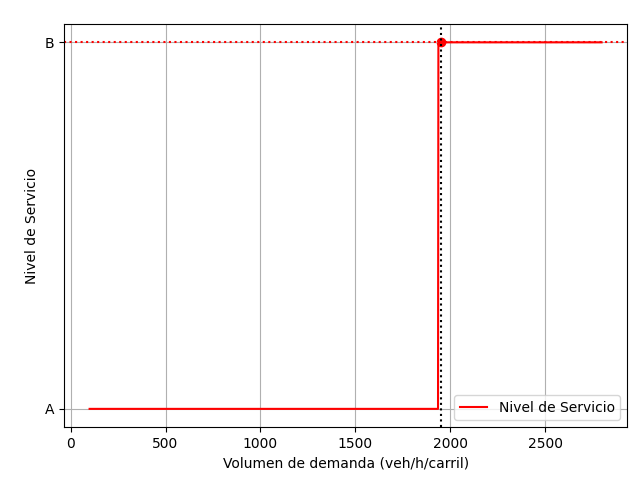 B
Nivel de Servicio
A
Nivel de Servicio
0 500 1000 1500 2000 2500
Volumen de demanda (veh/h/carril)